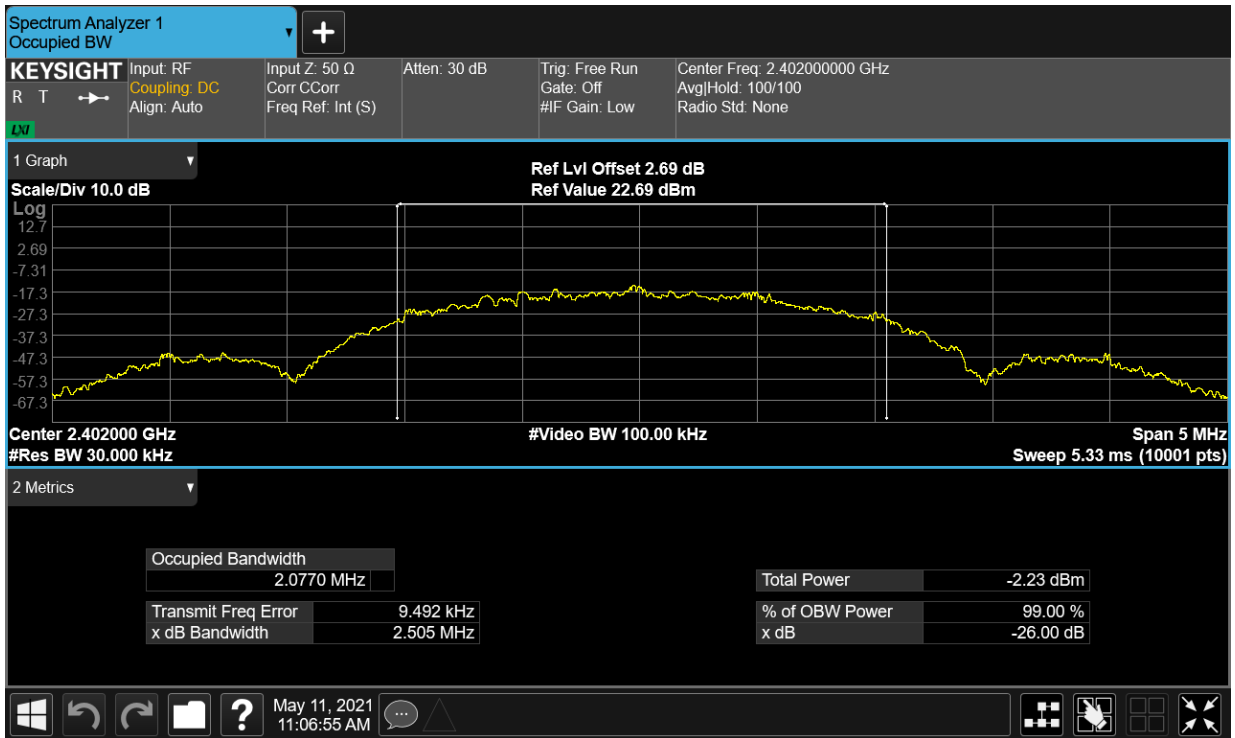 Spectrum Analyzer 1
Occupied BW
KEYSIGHT
R T
LXI
Input: RF
Coupling: DC
Align: Auto
Input Z: 50 Ω
Corr CCorr
Freq Ref: Int (S)
Atten: 30 dB
Trig: Free Run
Gate: Off
#IF Gain: Low
Center Freq: 2.402000000 GHz
Avg|Hold: 100/100
Radio Std: None
1 Graph
Ref Lvl Offset 2.69 dB
Scale/Div 10.0 dB
Ref Value 22.69 dBm
Log
12.7
2.69
-7.31
-17.3
-27.3
-37.3
-47.3
-57.3
-67.3
Center 2.402000 GHz
#Video BW 100.00 kHz
Span 5 MHz
#Res BW 30.000 kHz
Sweep 5.33 ms (10001 pts)
2 Metrics
Occupied Bandwidth
2.0770 MHz
Total Power -2.23 dBm
Transmit Freq Error 9.492 kHz
% of OBW Power 99.00 %
x dB Bandwidth 2.505 MHz
x dB -26.00 dB
?
May 11, 2021
11:06:55 AM